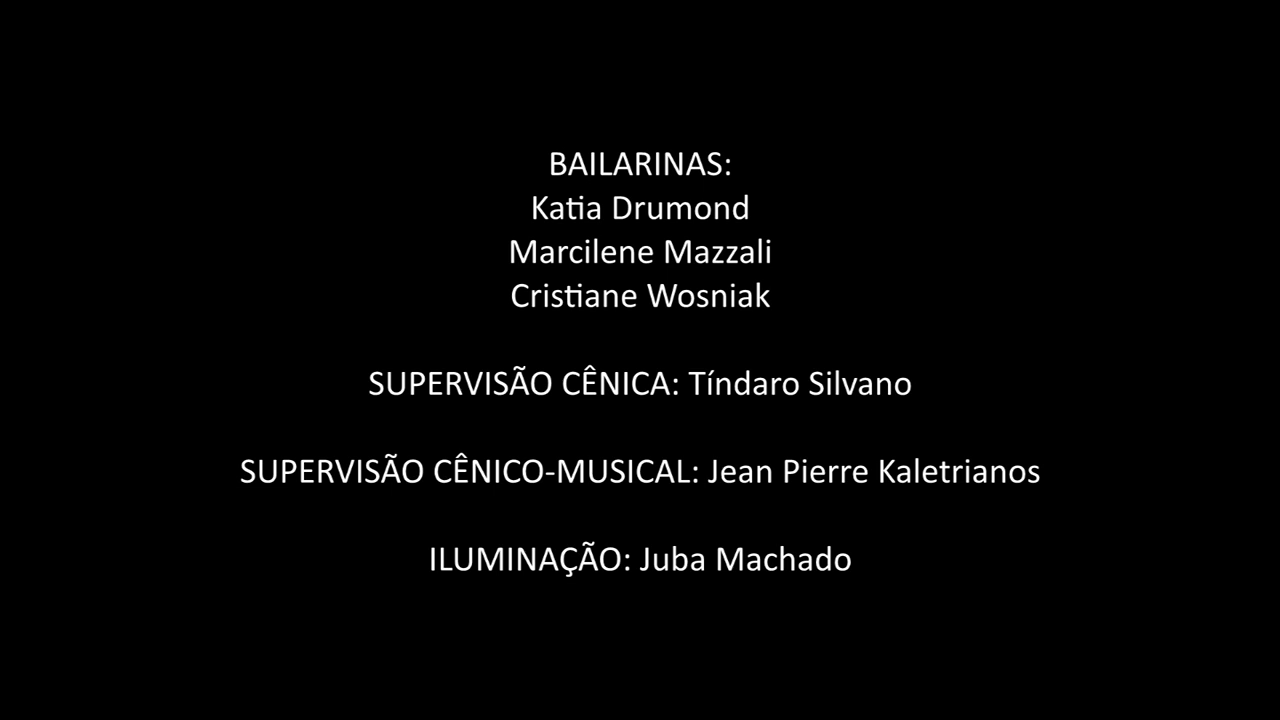 BAILARINAS:
Katia Drumond
Marcilene Mazzali
Cristiane Wosniak
SUPERVISÃO CÊNICA: Tíndaro Silvano
SUPERVISÃO CÊNICO-MUSICAL: Jean Pierre Kaletrianos
ILUMINAÇÃO: Juba Machado